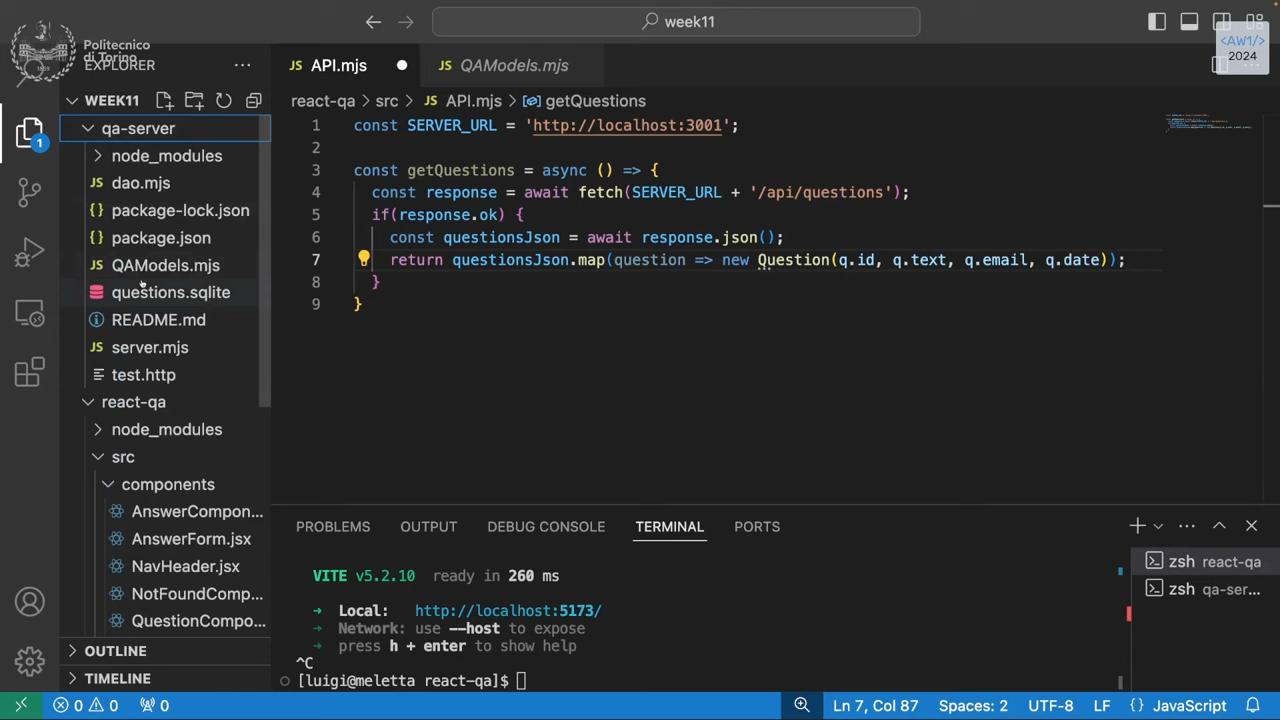 week11
Politecnico
di Torino
<AW1/>
2024
EXPLORER
API.mjs
QAModels.mjs
WEEK11
react-qa > src > API.mjs > getQuestions
qa-server
node_modules
dao.mjs
package-lock.json
package.json
QAModels.mjs
questions.sqlite
README.md
server.mjs
test.http
react-qa
node_modules
src
components
AnswerCompon...
AnswerForm.jsx
NavHeader.jsx
NotFoundComp...
QuestionCompo...
OUTLINE
TIMELINE
1 const SERVER_URL = 'http://localhost:3001';
2
3 const getQuestions = async () => {
4 const response = await fetch(SERVER_URL + '/api/questions');
5 if(response.ok) {
6 const questionsJson = await response.json();
7 return questionsJson.map(question => new Question(q.id, q.text, q.email, q.date));
8 }
9 }
PROBLEMS OUTPUT DEBUG CONSOLE TERMINAL PORTS
VITE v5.2.10 ready in 260 ms
➜ Local: http://localhost:5173/
➜ Network: use --host to expose
➜ press h + enter to show help
^C
[luigi@meletta react-qa]$
zsh react-qa
zsh qa-ser...
0 0 0 Ln 7, Col 87 Spaces: 2 UTF-8 LF {} JavaScript